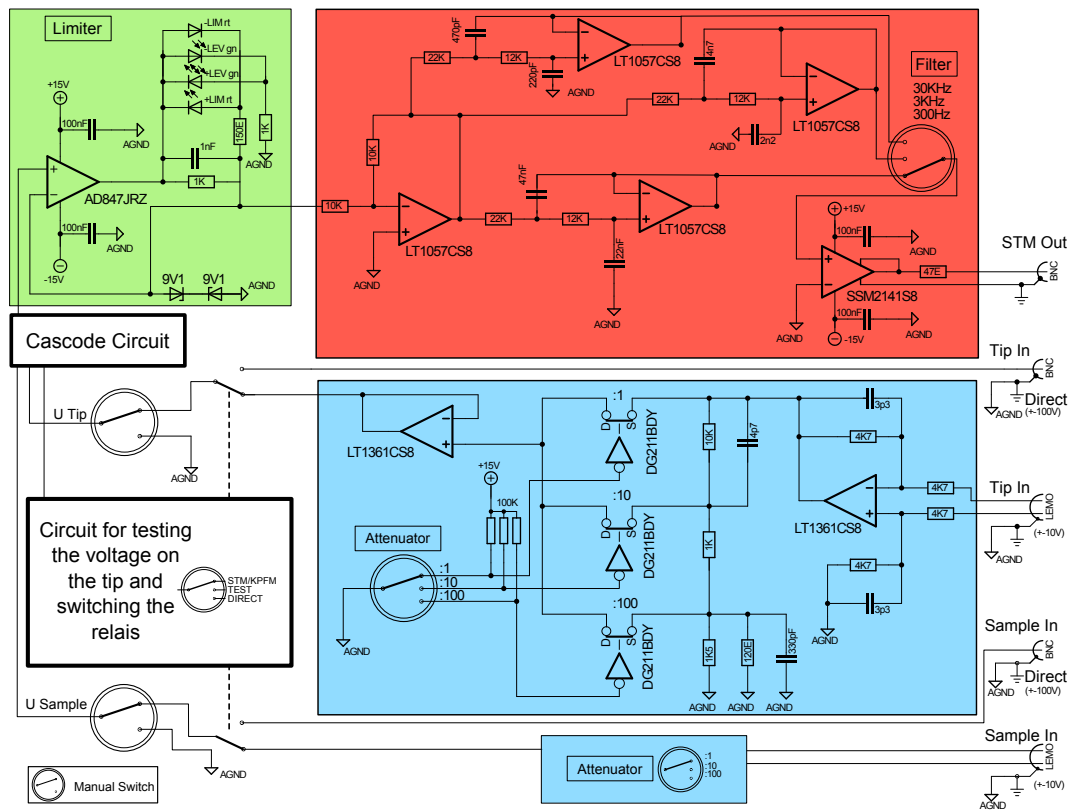 Limiter
-LIM rt
-LEV gn
+LEV gn
+LIM rt
+15V
100nF
AGND
150E
1K
AGND
1nF
1K
AD847JRZ
100nF
AGND
-15V
9V1
9V1
AGND
470pF
22K
12K
220pF
AGND
LT1057CS8
4n7
22K
12K
AGND
2n2
LT1057CS8
Filter
30KHz
3KHz
300Hz
10K
10K
AGND
LT1057CS8
47nF
22K
12K
22nF
AGND
LT1057CS8
+15V
100nF
AGND
SSM2141S8
47E
AGND
100nF
AGND
-15V
STM Out
BNC
Cascode Circuit
U Tip
AGND
Tip In
BNC
AGND
Direct
(+-100V)
:1
D
S
DG211BDY
LT1361CS8
+15V
100K
Attenuator
:1
:10
:100
AGND
:10
D
S
DG211BDY
:100
D
S
DG211BDY
10K
4p7
1K
1K5
120E
330pF
AGND
AGND
AGND
3p3
4K7
LT1361CS8
4K7
4K7
4K7
3p3
AGND
Tip In
LEMO
(+-10V)
AGND
Circuit for testing
the voltage on
the tip and
switching the
relais
STM/KPFM
TEST
DIRECT
U Sample
AGND
Sample In
BNC
Direct
(+-100V)
AGND
Manual Switch
Attenuator
:1
:10
:100
Sample In
LEMO
(+-10V)
AGND